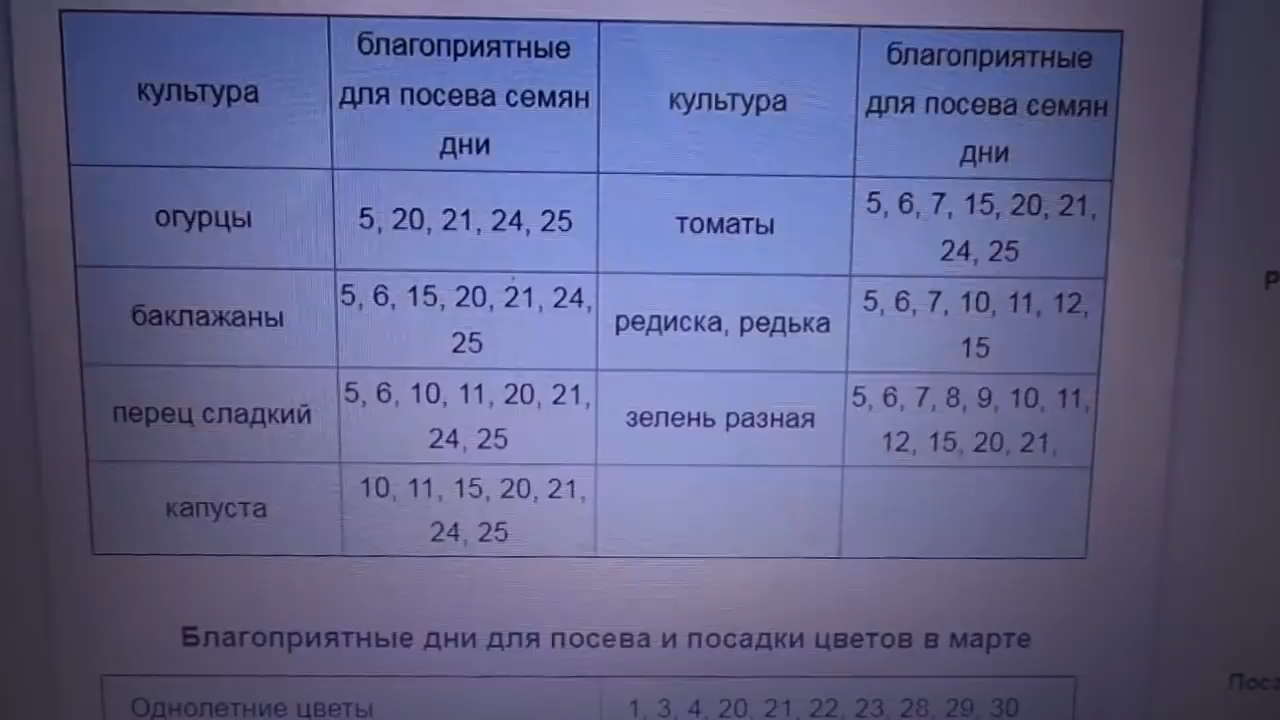 культура
благоприятные
для посева семян
дни
культура
благоприятные
для посева семян
дни
огурцы
5, 20, 21, 24, 25
томаты
5, 6, 7, 15, 20, 21,
24, 25
баклажаны
5, 6, 15, 20, 21, 24,
25
редиска, редька
5, 6, 7, 10, 11, 12,
15
перец сладкий
5, 6, 10, 11, 20, 21,
24, 25
зелень разная
5, 6, 7, 8, 9, 10, 11,
12, 15, 20, 21,
капуста
10, 11, 15, 20, 21,
24, 25
Благоприятные дни для посева и посадки цветов в марте
Однолетние цветы
1, 3, 4, 20, 21, 22, 23, 28, 29, 30